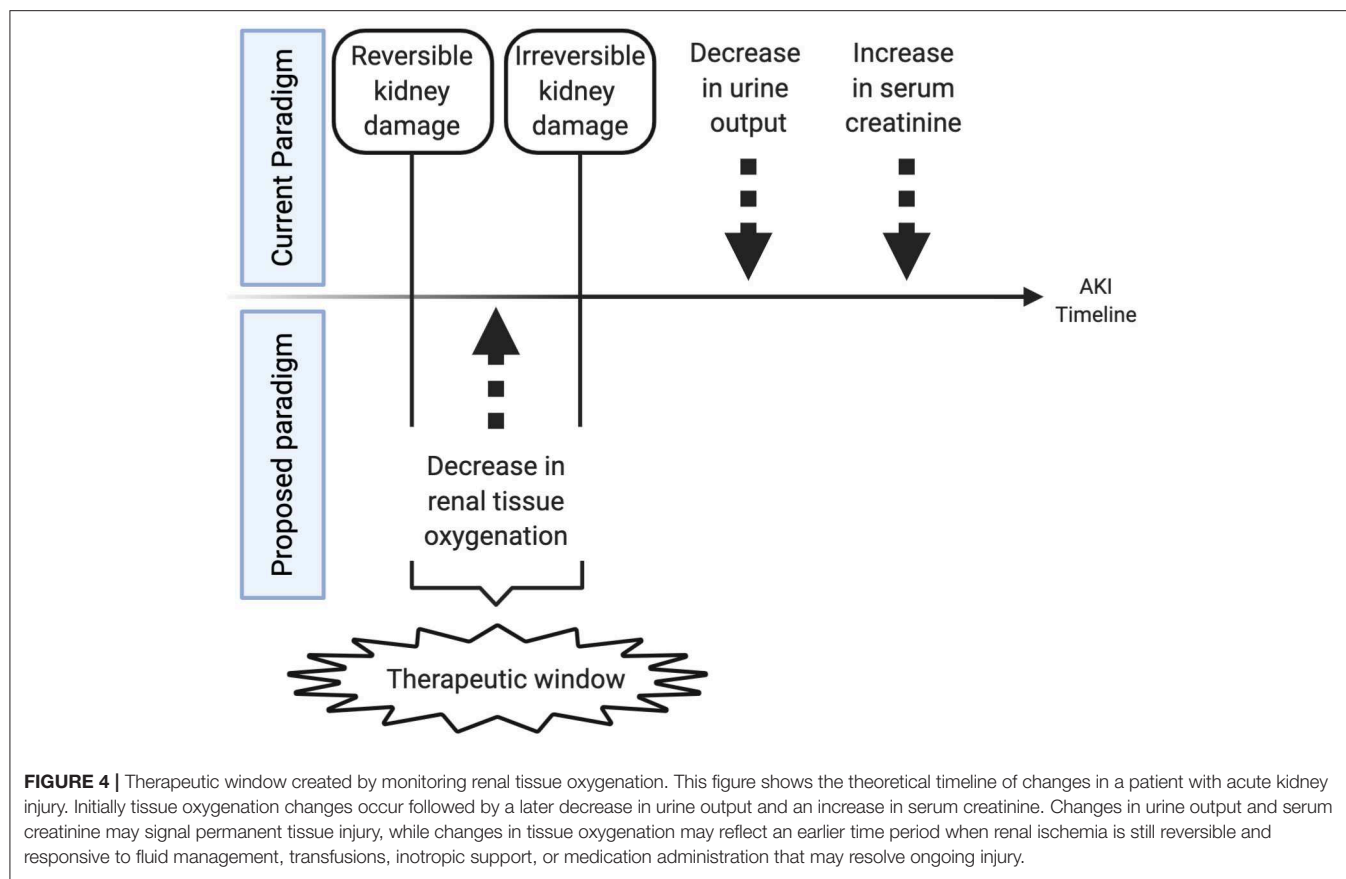 Current Paradigm
Reversible
kidney
damage
Irreversible
kidney
damage
Decrease
in urine
output
Increase
in serum
creatinine
AKI
Timeline
Proposed paradigm
Decrease in
renal tissue
oxygenation
Therapeutic window
FIGURE 4 | Therapeutic window created by monitoring renal tissue oxygenation. This figure shows the theoretical timeline of changes in a patient with acute kidney
injury. Initially tissue oxygenation changes occur followed by a later decrease in urine output and an increase in serum creatinine. Changes in urine output and serum
creatinine may signal permanent tissue injury, while changes in tissue oxygenation may reflect an earlier time period when renal ischemia is still reversible and
responsive to fluid management, transfusions, inotropic support, or medication administration that may resolve ongoing injury.